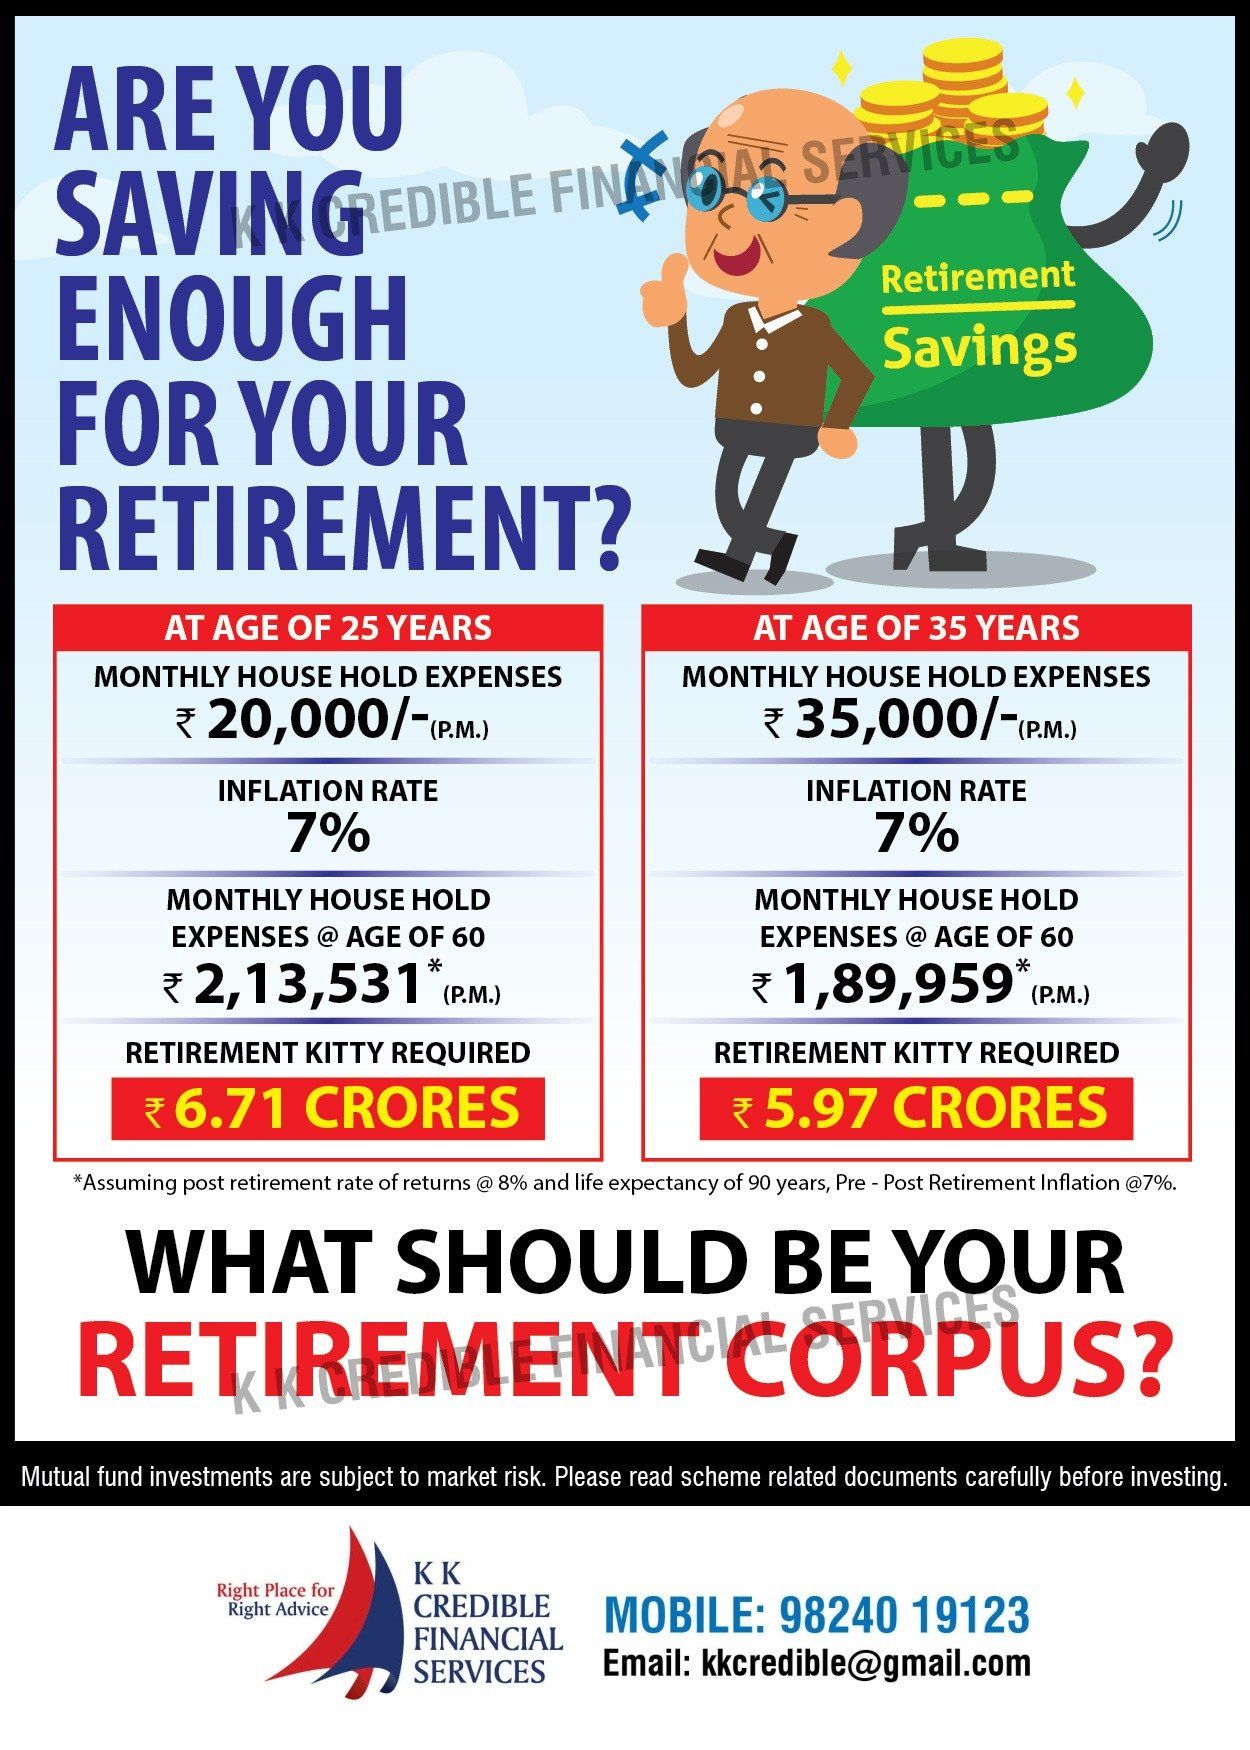 ARE YOU
SAVING
ENOUGH
FOR YOUR
RETIREMENT?
K K CREDIBLE FINANCIAL SERVICES
Retirement
Savings
AT AGE OF 25 YEARS
MONTHLY HOUSE HOLD EXPENSES
₹ 20,000/-(P.M.)
INFLATION RATE
7%
MONTHLY HOUSE HOLD
EXPENSES @ AGE OF 60
₹ 2,13,531*(P.M.)
RETIREMENT KITTY REQUIRED
₹ 6.71 CRORES
AT AGE OF 35 YEARS
MONTHLY HOUSE HOLD EXPENSES
₹ 35,000/-(P.M.)
INFLATION RATE
7%
MONTHLY HOUSE HOLD
EXPENSES @ AGE OF 60
₹ 1,89,959*(P.M.)
RETIREMENT KITTY REQUIRED
₹ 5.97 CRORES
*Assuming post retirement rate of returns @ 8% and life expectancy of 90 years, Pre - Post Retirement Inflation @7%.
WHAT SHOULD BE YOUR
RETIREMENT CORPUS?
K K CREDIBLE FINANCIAL SERVICES
Mutual fund investments are subject to market risk. Please read scheme related documents carefully before investing.
Right Place for
Right Advice
K K
CREDIBLE
FINANCIAL
SERVICES
MOBILE: 98240 19123
Email: kkcredible@gmail.com